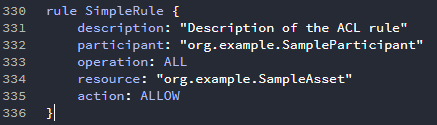 330 rule SimpleRule {
331     description: "Description of the ACL rule"
332     participant: "org.example.SampleParticipant"
333     operation: ALL
334     resource: "org.example.SampleAsset"
335     action: ALLOW
336 }